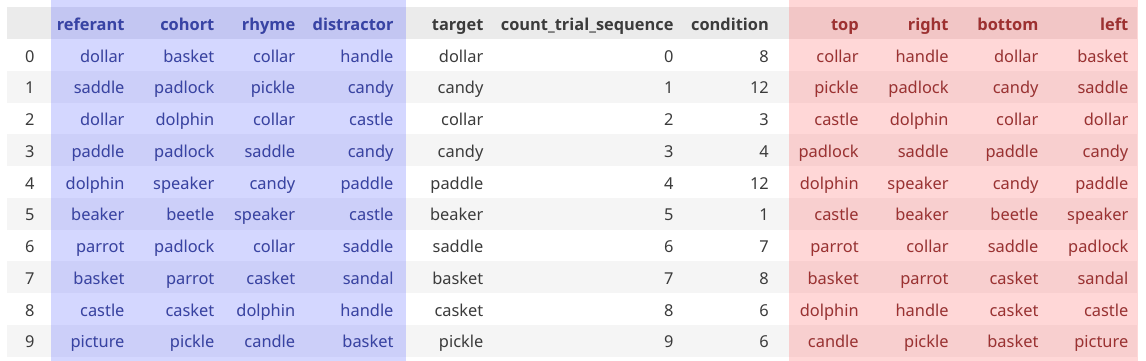 referant cohort rhyme distractor target count_trial_sequence condition top right bottom left
0 dollar basket collar handle dollar 0 8 collar handle dollar basket
1 saddle padlock pickle candy candy 1 12 pickle padlock candy saddle
2 dollar dolphin collar castle collar 2 3 castle dolphin collar dollar
3 paddle padlock saddle candy candy 3 4 padlock saddle paddle candy
4 dolphin speaker candy paddle paddle 4 12 dolphin speaker candy paddle
5 beaker beetle speaker castle beaker 5 1 castle beaker beetle speaker
6 parrot padlock collar saddle saddle 6 7 parrot collar saddle padlock
7 basket parrot casket sandal basket 7 8 basket parrot casket sandal
8 castle casket dolphin handle casket 8 6 dolphin handle casket castle
9 picture pickle candle basket pickle 9 6 candle pickle basket picture